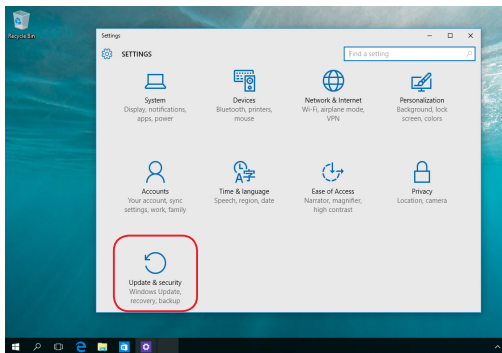 Recycle Bin
Settings
SETTINGS
Find a setting
System
Display, notifications,
apps, power
Devices
Bluetooth, printers,
mouse
Network & Internet
Wi-Fi, airplane mode,
VPN
Personalization
Background, lock
screen, colors
Accounts
Your account, sync
settings, work, family
Time & language
Speech, region, date
Ease of Access
Narrator, magnifier,
high contrast
Privacy
Location, camera
Update & security
Windows Update,
recovery, backup